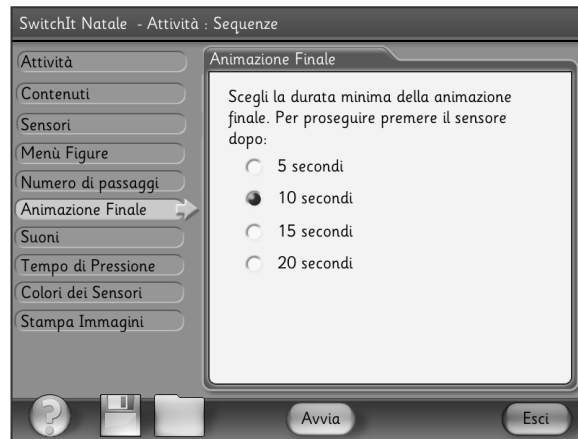 SwitchIt Natale - Attività : Sequenze
Attività
Contenuti
Sensori
Menù Figure
Numero di passaggi
Animazione Finale
Suoni
Tempo di Pressione
Colori dei Sensori
Stampa Immagini
Animazione Finale
Scegli la durata minima della animazione
finale. Per proseguire premere il sensore
dopo:
5 secondi
10 secondi
15 secondi
20 secondi
?
Avvia
Esci